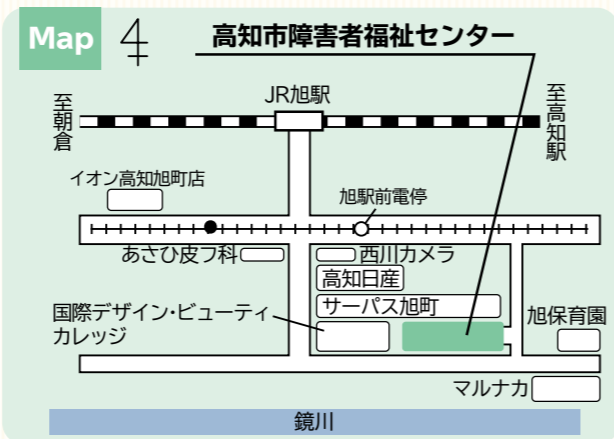 Map 4
高知市障害者福祉センター
JR旭駅
至朝倉
至高知駅
イオン高知旭町店
旭駅前電停
あさひ皮フ科
西川カメラ
高知日産
サーパス旭町
国際デザイン・ビューティ
カレッジ
旭保育園
マルナカ
鏡川